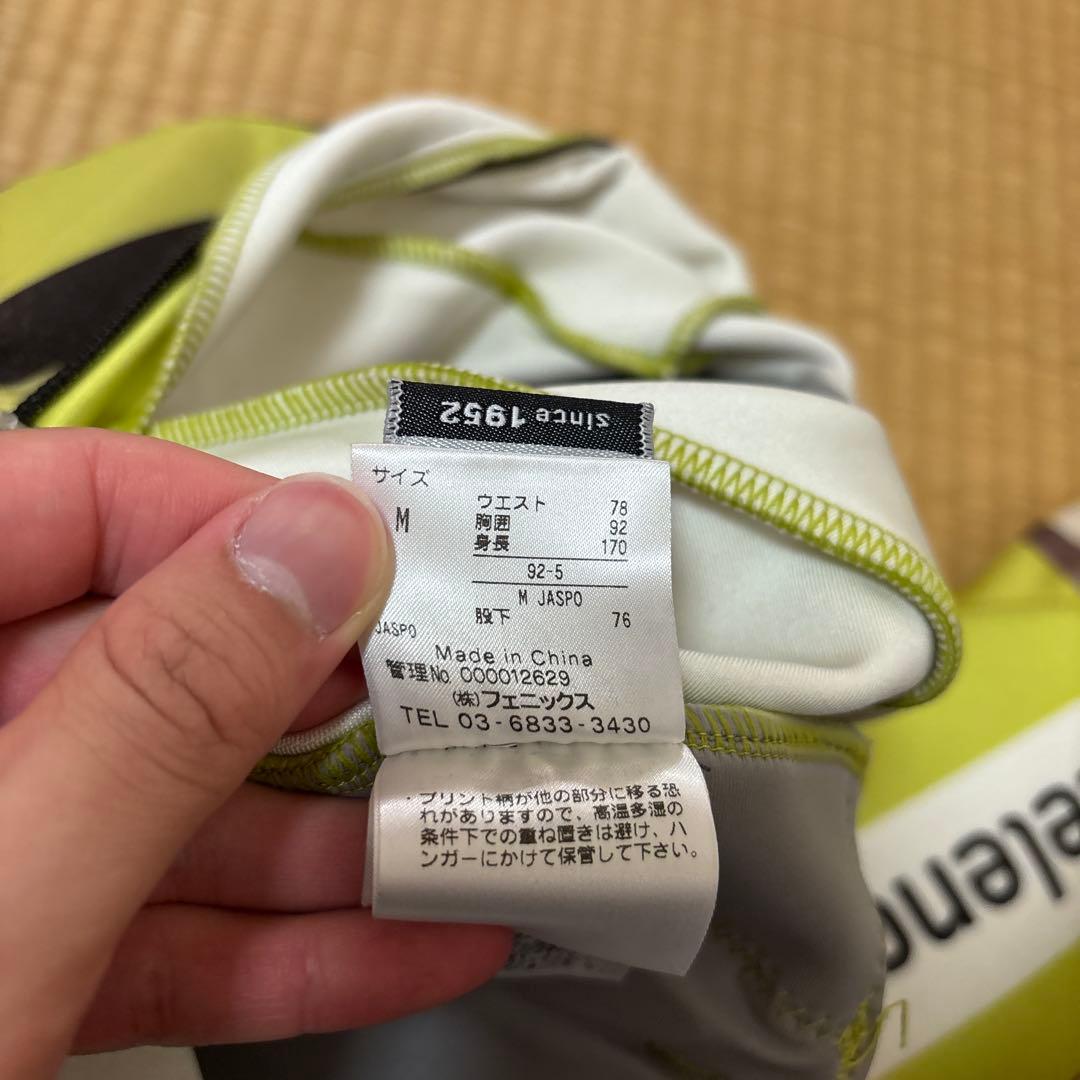 since 1952
サイズ
M
ウエスト 78
胸囲 92
身長 170
92-5
M JASPO
股下 76
JASPO
Made in China
管理No 000012629
(株)フェニックス
TEL 03-6833-3430
・プリント柄が他の部分に移る恐
れがありますので、高温多湿の
条件下での重ね置きは避け、ハ
ンガーにかけて保管して下さい。